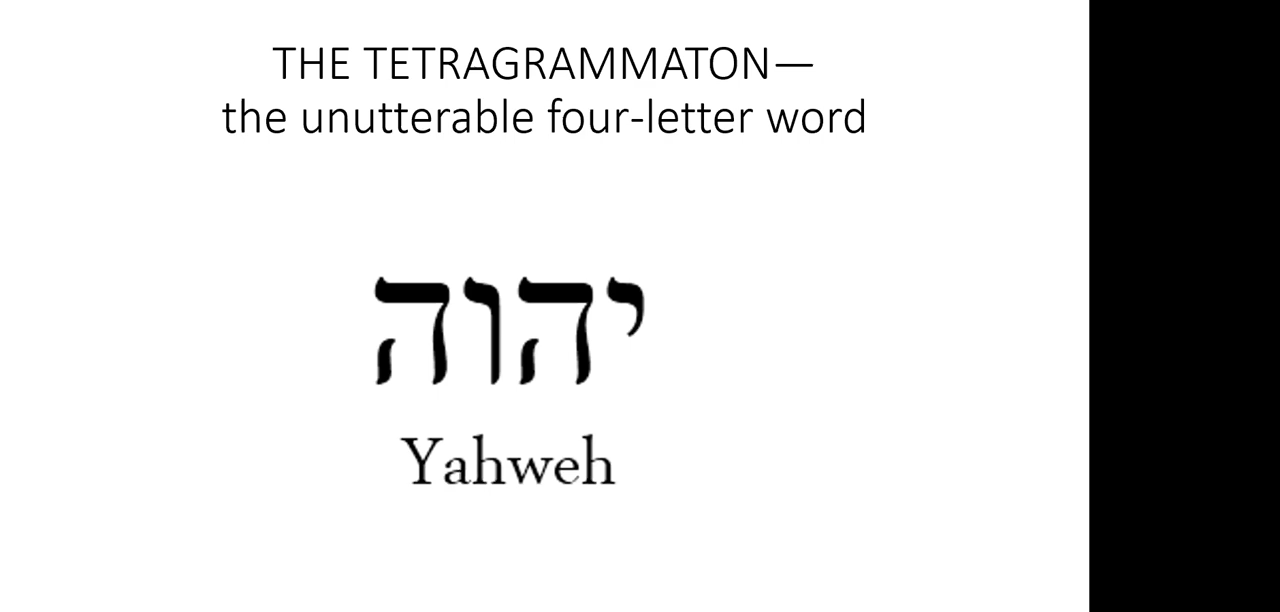 THE TETRAGRAMMATON—
the unutterable four-letter word
יהוה
Yahweh